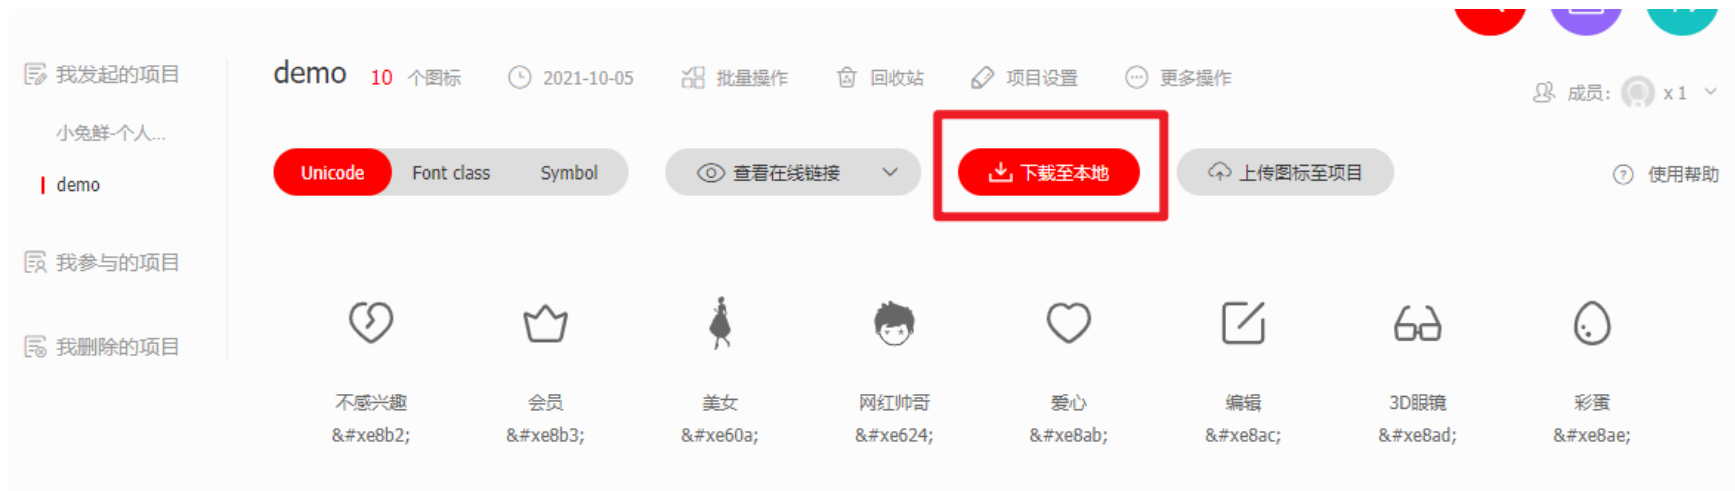 我发起的项目
小兔鲜-个人...
demo
我参与的项目
我删除的项目
demo 10 个图标 2021-10-05 批量操作 回收站 项目设置 更多操作
成员: x 1
Unicode Font class Symbol 查看在线链接 下载至本地 上传图标至项目 使用帮助
不感兴趣 会员 美女 网红帅哥 爱心 编辑 3D眼镜 彩蛋
&#xe8b2; &#xe8b3; &#xe60a; &#xe624; &#xe8ab; &#xe8ac; &#xe8ad; &#xe8ae;